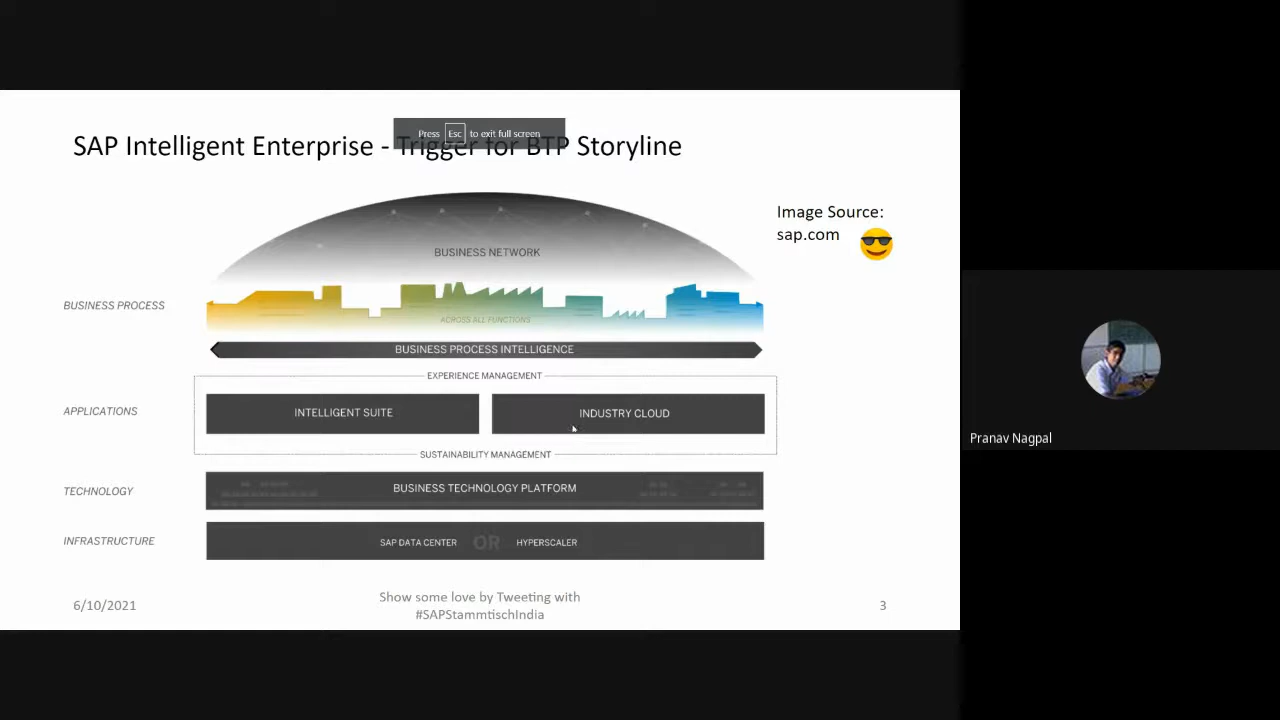 Press Esc to exit full screen
SAP Intelligent Enterprise - Trigger for BTP Storyline
Image Source:
sap.com
BUSINESS NETWORK
BUSINESS PROCESS
ACROSS ALL FUNCTIONS
BUSINESS PROCESS INTELLIGENCE
EXPERIENCE MANAGEMENT
APPLICATIONS
INTELLIGENT SUITE
INDUSTRY CLOUD
SUSTAINABILITY MANAGEMENT
TECHNOLOGY
BUSINESS TECHNOLOGY PLATFORM
INFRASTRUCTURE
SAP DATA CENTER OR HYPERSCALER
6/10/2021
Show some love by Tweeting with
#SAPStammtischIndia
3
Pranav Nagpal